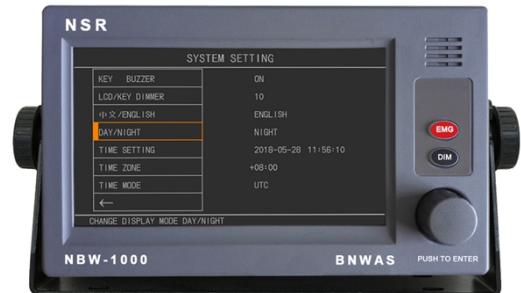 NSR
SYSTEM SETTING
KEY BUZZER ON
LCD/KEY DIMMER 10
中文/ENGLISH ENGLISH
DAY/NIGHT NIGHT
TIME SETTING 2018-05-28 11:56:10
TIME ZONE +08:00
TIME MODE UTC
←
CHANGE DISPLAY MODE DAY/NIGHT
EMG
DIM
NBW-1000
BNWAS
PUSH TO ENTER